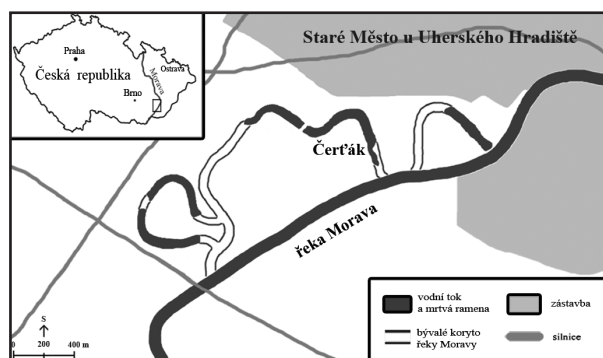 Staré Město u Uherského Hradiště
Praha
Ostrava
Česká republika
Morava
Brno
Čerťák
řeka Morava
vodní tok
a mrtvá ramena
zástavba
bývalé koryto
řeky Moravy
silnice
S
0 200 400 m